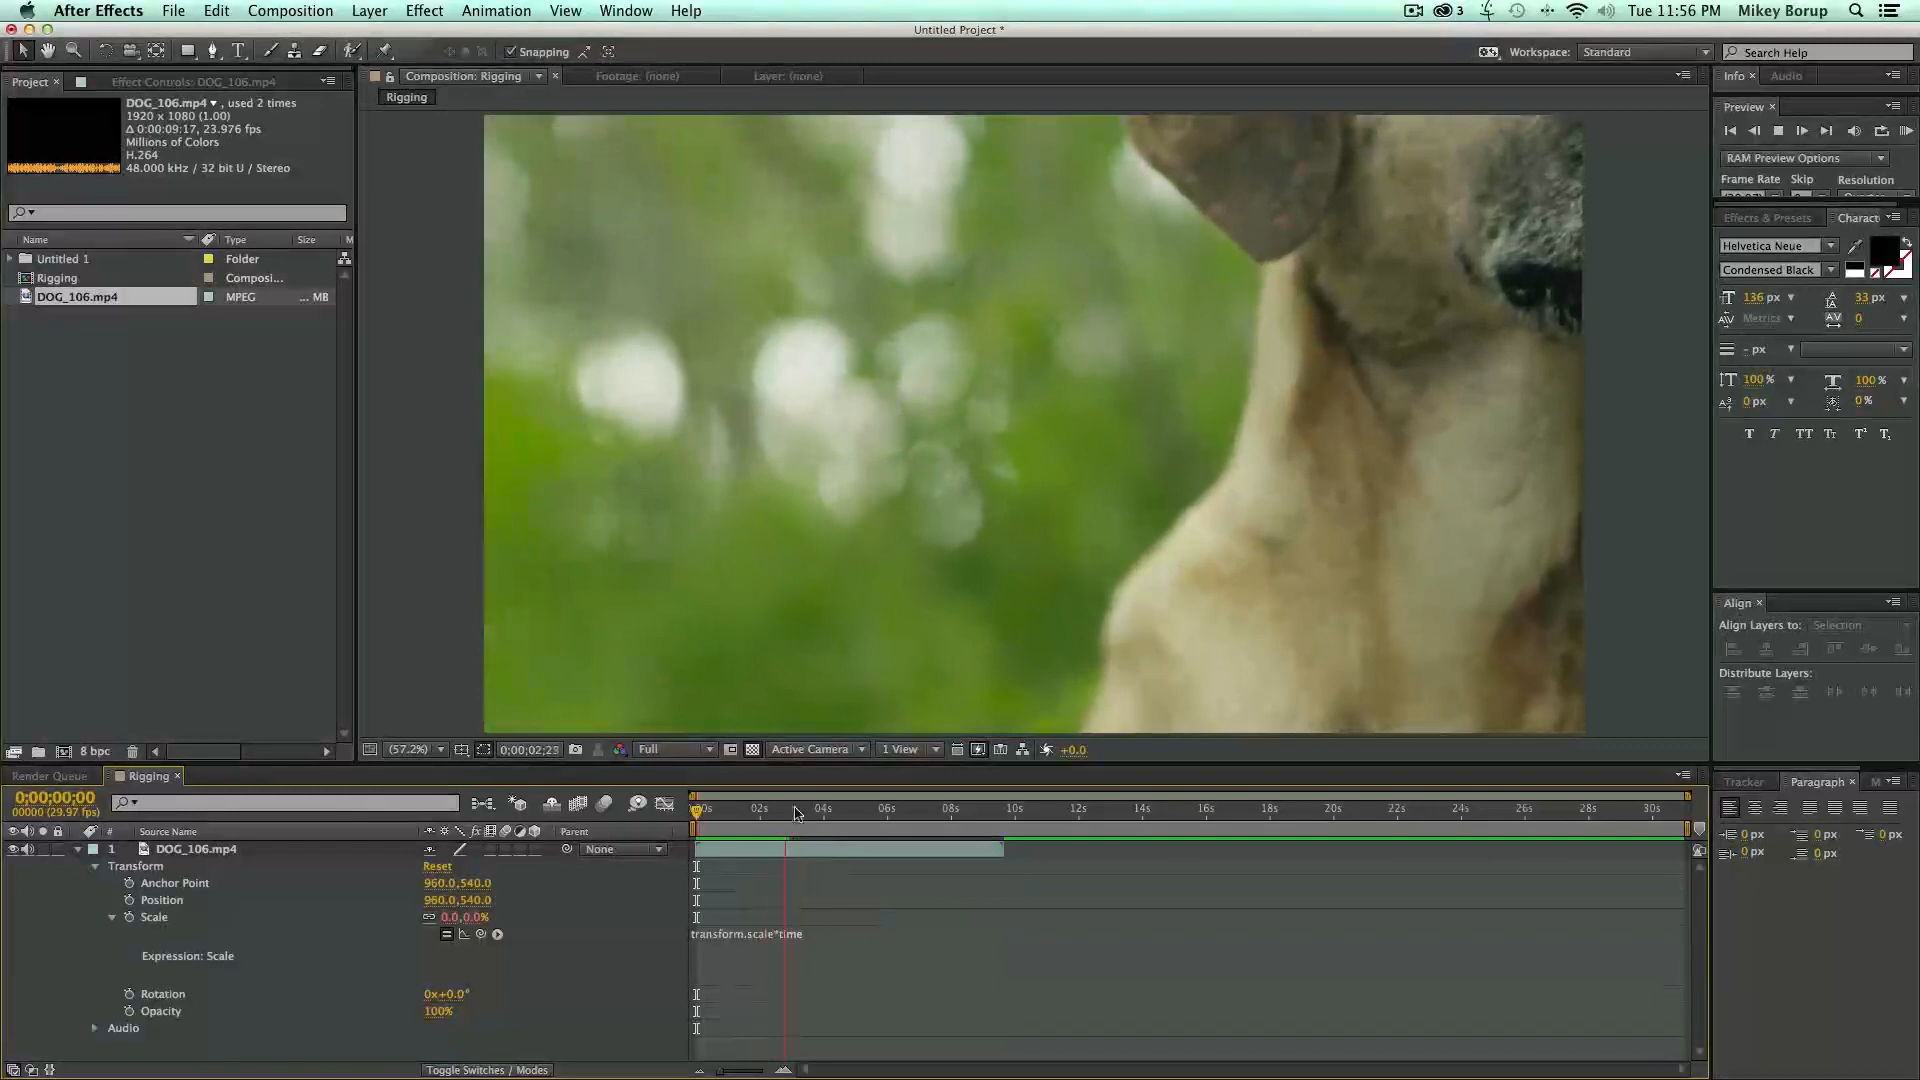 After Effects File Edit Composition Layer Effect Animation View Window Help 3 Tue 11:56 PM Mikey Borup
Untitled Project *
Snapping Workspace: Standard Search Help
Project × Effect Controls: DOG_106.mp4 Composition: Rigging × Footage: (none) Layer: (none) Info × Audio
Rigging
DOG_106.mp4 , used 2 times
1920 x 1080 (1.00)
Δ 0:00:09:17, 23.976 fps
Millions of Colors
H.264
48.000 kHz / 32 bit U / Stereo
Name Type Size M
Untitled 1 Folder
Rigging Composi...
DOG_106.mp4 MPEG ... MB
Preview ×
RAM Preview Options
Frame Rate Skip Resolution
Effects & Presets Charact
Helvetica Neue
Condensed Black
136 px 33 px
Metrics 0
- px
100 % 100 %
0 px 0 %
T T TT Tt T¹ T₁
Align ×
Align Layers to: Selection
Distribute Layers:
8 bpc (57.2%) 0;00;02;23 Full Active Camera 1 View +0.0
Render Queue Rigging ×
0;00;00;00
00000 (29.97 fps)
02s 04s 06s 08s 10s 12s 14s 16s 18s 20s 22s 24s 26s 28s 30s
# Source Name Parent
1 DOG_106.mp4 None
Transform Reset
Anchor Point 960.0,540.0
Position 960.0,540.0
Scale 0.0,0.0%
transform.scale*time
Expression: Scale
Rotation 0x+0.0°
Opacity 100%
Audio
Toggle Switches / Modes
Tracker Paragraph × M
0 px 0 px 0 px
0 px 0 px